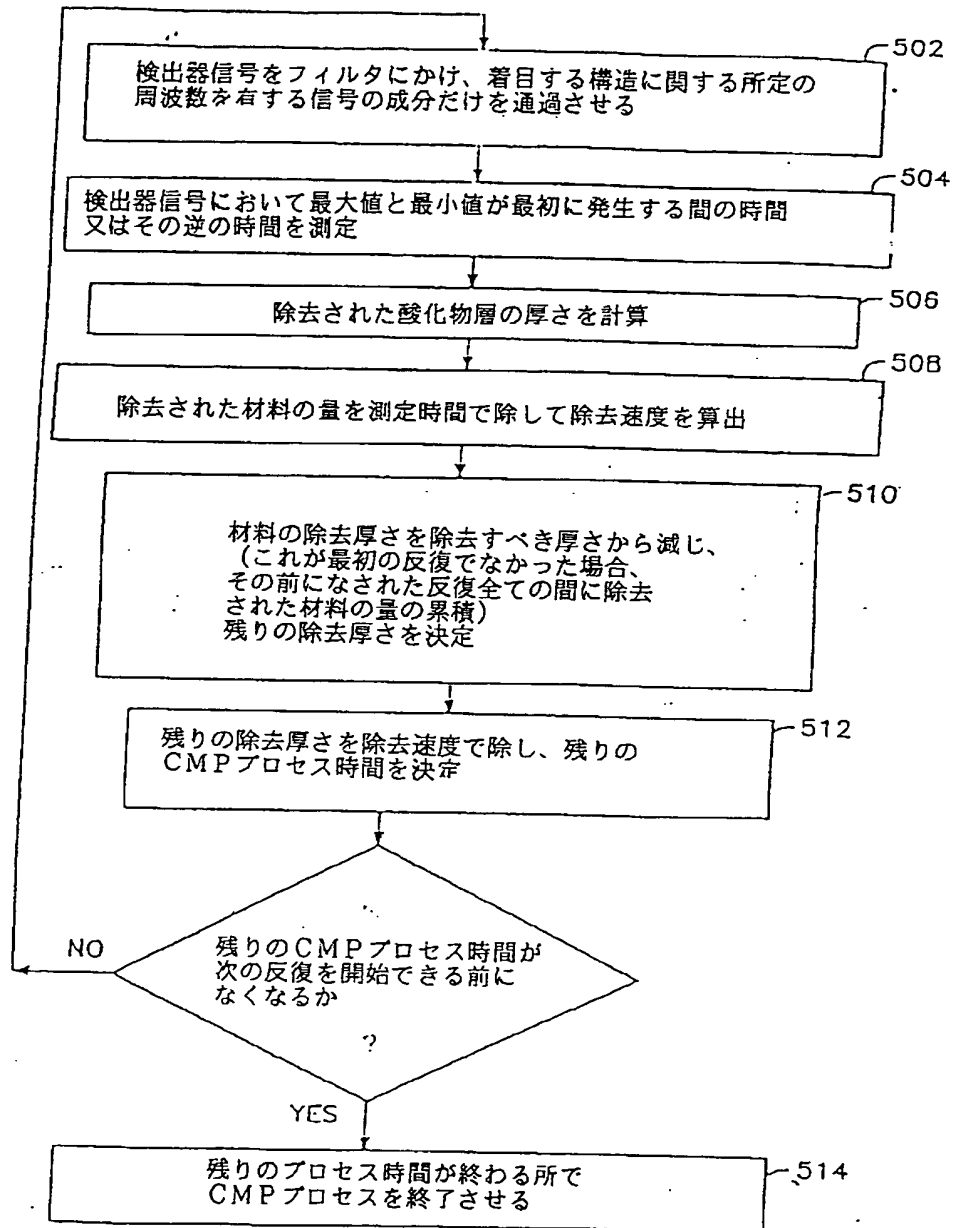 502
検出器信号をフィルタにかけ、着目する構造に関する所定の
周波数を有する信号の成分だけを通過させる
504
検出器信号において最大値と最小値が最初に発生する間の時間
又はその逆の時間を測定
506
除去された酸化物層の厚さを計算
508
除去された材料の量を測定時間で除して除去速度を算出
510
材料の除去厚さを除去すべき厚さから減じ、
(これが最初の反復でなかった場合、
その前になされた反復全ての間に除去
された材料の量の累積)
残りの除去厚さを決定
512
残りの除去厚さを除去速度で除し、残りの
CMPプロセス時間を決定
NO
残りのCMPプロセス時間が
次の反復を開始できる前に
なくなるか
?
YES
514
残りのプロセス時間が終わる所で
CMPプロセスを終了させる